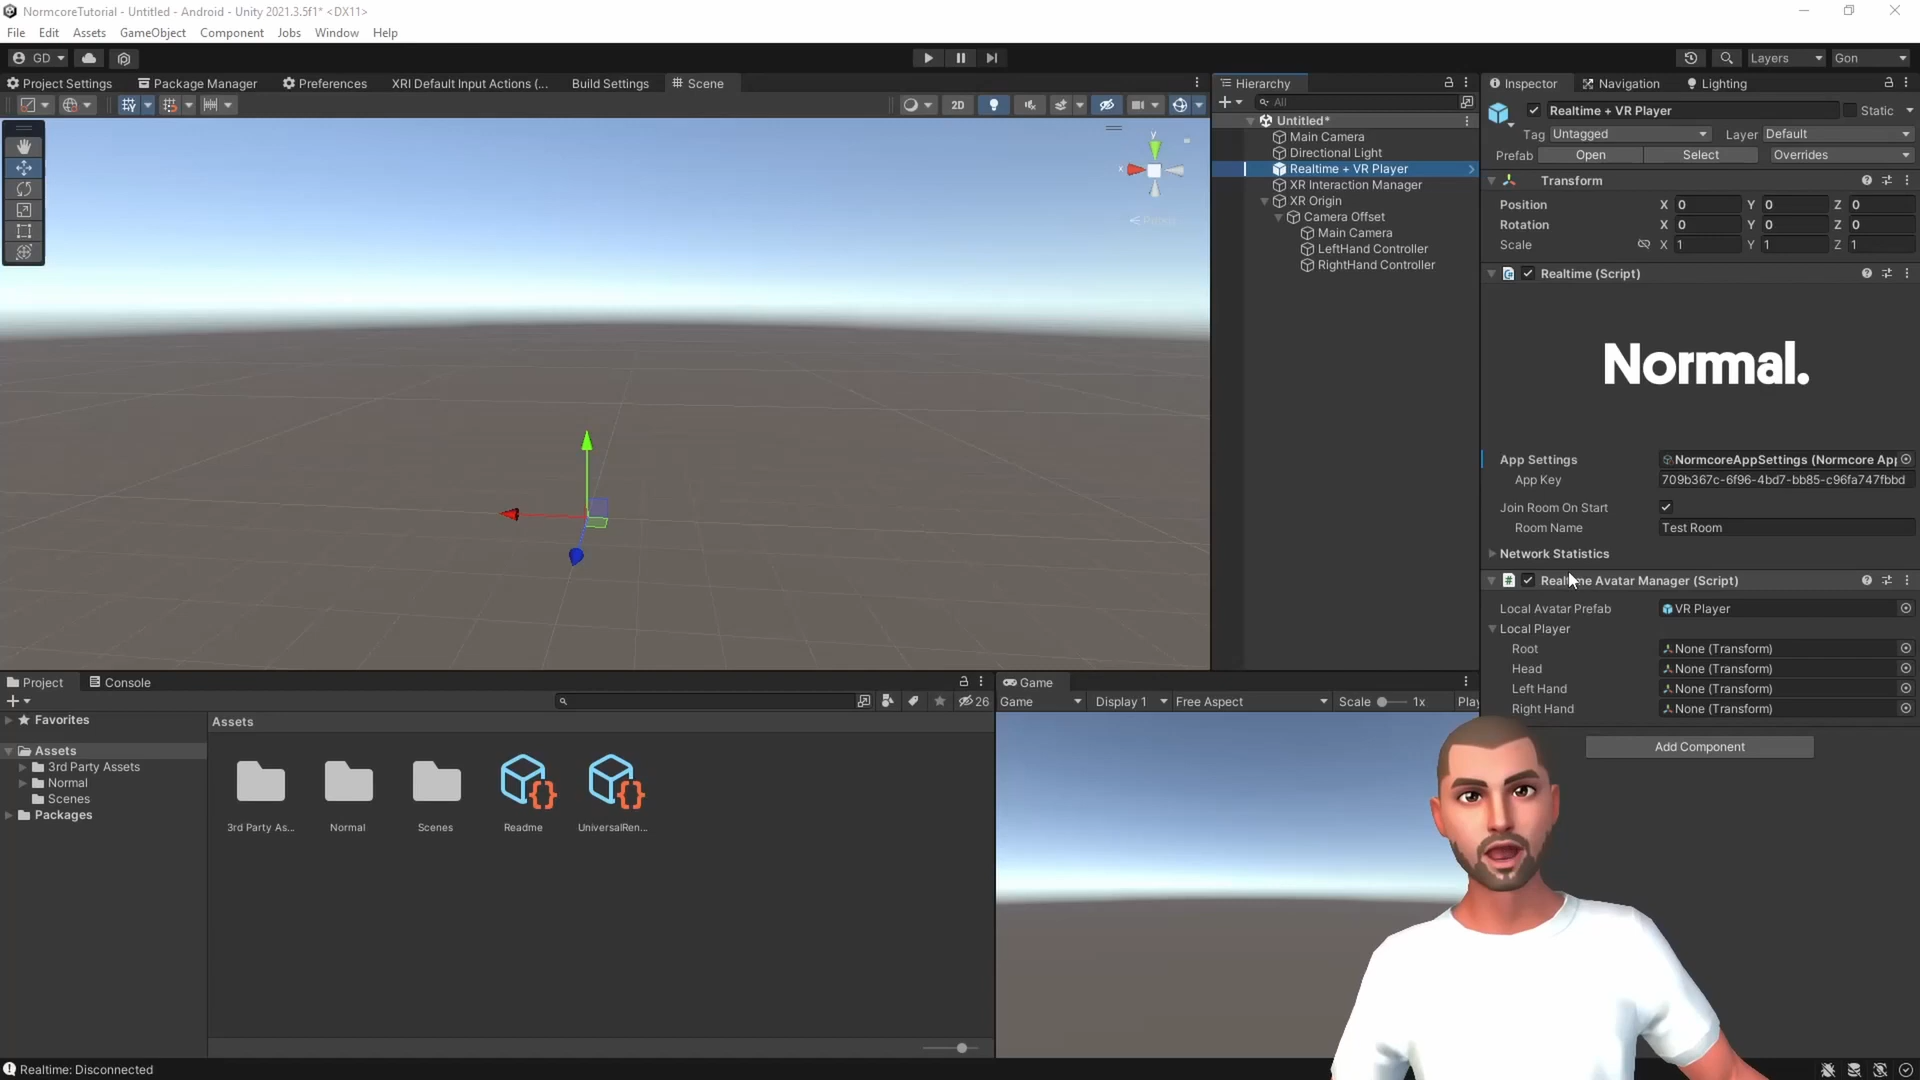 NormcoreTutorial - Untitled - Android - Unity 2021.3.5f1* <DX11>
File Edit Assets GameObject Component Jobs Window Help
GD Layers Gon
Project Settings Package Manager Preferences XRI Default Input Actions (... Build Settings Scene
2D
y
x
Persp
Hierarchy
All
Untitled*
Main Camera
Directional Light
Realtime + VR Player
XR Interaction Manager
XR Origin
Camera Offset
Main Camera
LeftHand Controller
RightHand Controller
Inspector Navigation Lighting
Realtime + VR Player Static
Tag Untagged Layer Default
Prefab Open Select Overrides
Transform
Position X 0 Y 0 Z 0
Rotation X 0 Y 0 Z 0
Scale X 1 Y 1 Z 1
Realtime (Script)
Normal.
App Settings NormcoreAppSettings (Normcore App
App Key 709b367c-6f96-4bd7-bb85-c96fa747fbbd
Join Room On Start
Room Name Test Room
Network Statistics
# Realtime Avatar Manager (Script)
Local Avatar Prefab VR Player
Local Player
Root None (Transform)
Head None (Transform)
Left Hand None (Transform)
Right Hand None (Transform)
Add Component
Project Console
26
Favorites
Assets
3rd Party Assets
Normal
Scenes
Packages
Assets
3rd Party As...
Normal
Scenes
Readme
UniversalRen...
Game
Game Display 1 Free Aspect Scale 1x Play
Realtime: Disconnected